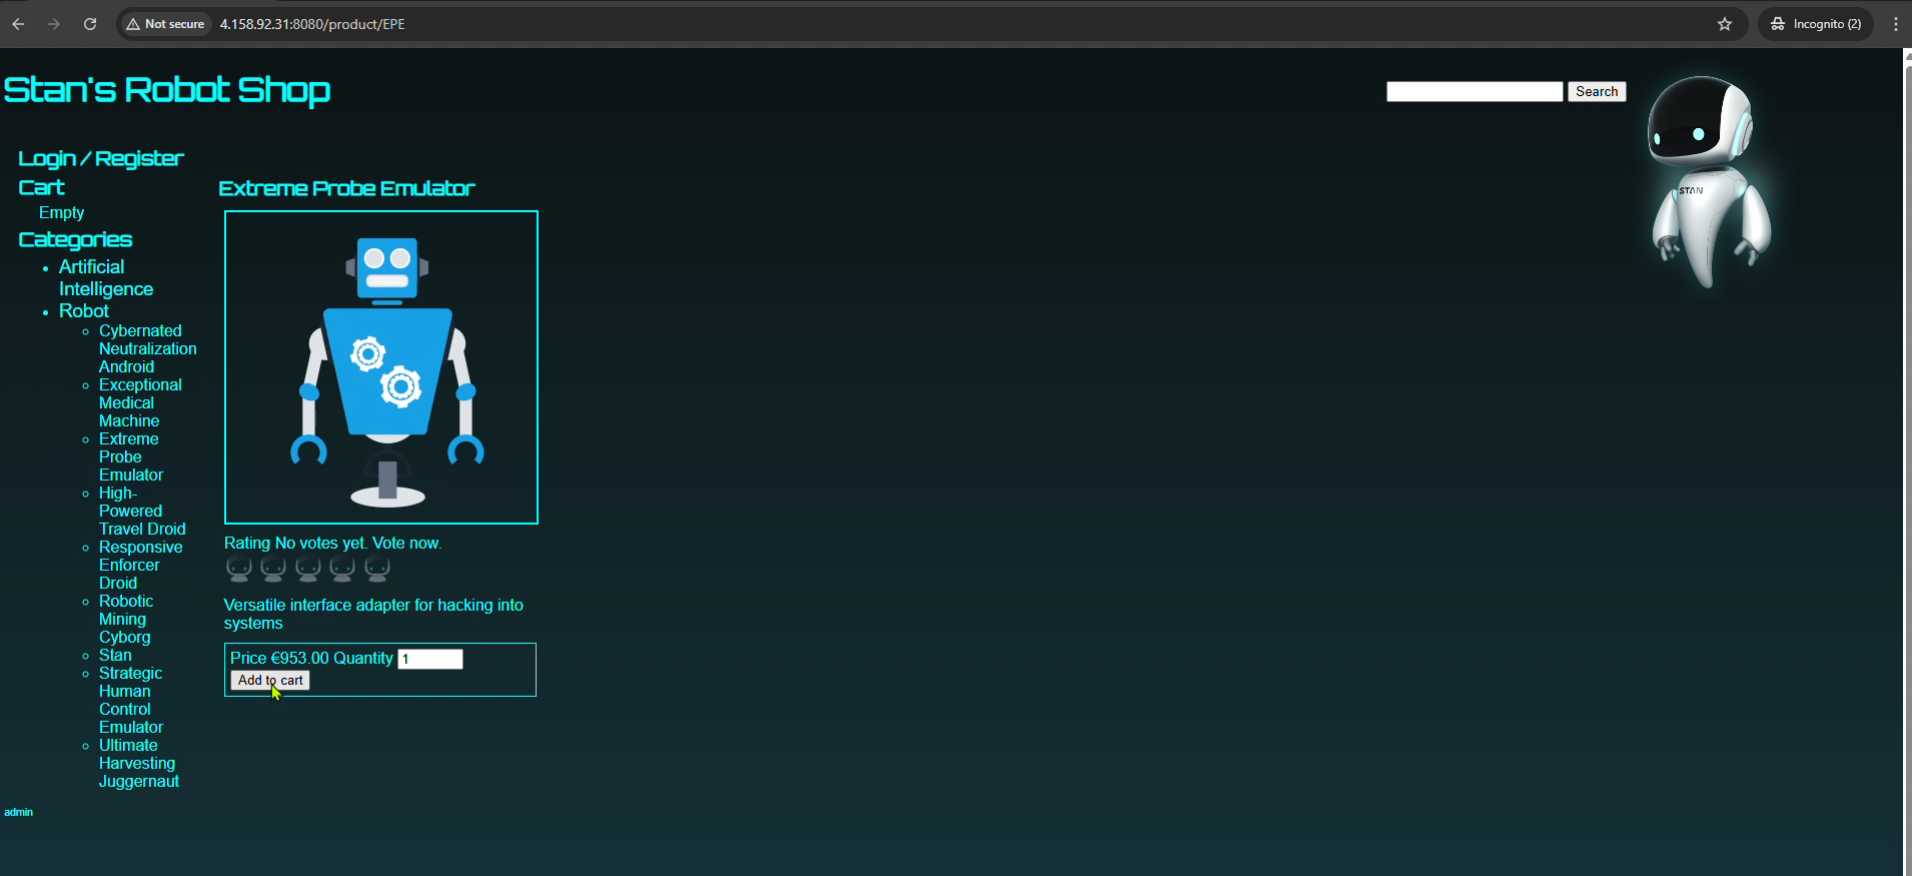 Not secure
4.158.92.31:8080/product/EPE
Incognito (2)
Stan's Robot Shop
Search
STAN
Login / Register
Cart
Empty
Categories
Artificial
Intelligence
Robot
Cybernated
Neutralization
Android
Exceptional
Medical
Machine
Extreme
Probe
Emulator
High-
Powered
Travel Droid
Responsive
Enforcer
Droid
Robotic
Mining
Cyborg
Stan
Strategic
Human
Control
Emulator
Ultimate
Harvesting
Juggernaut
admin
Extreme Probe Emulator
Rating No votes yet. Vote now.
Versatile interface adapter for hacking into
systems
Price €953.00 Quantity 1
Add to cart